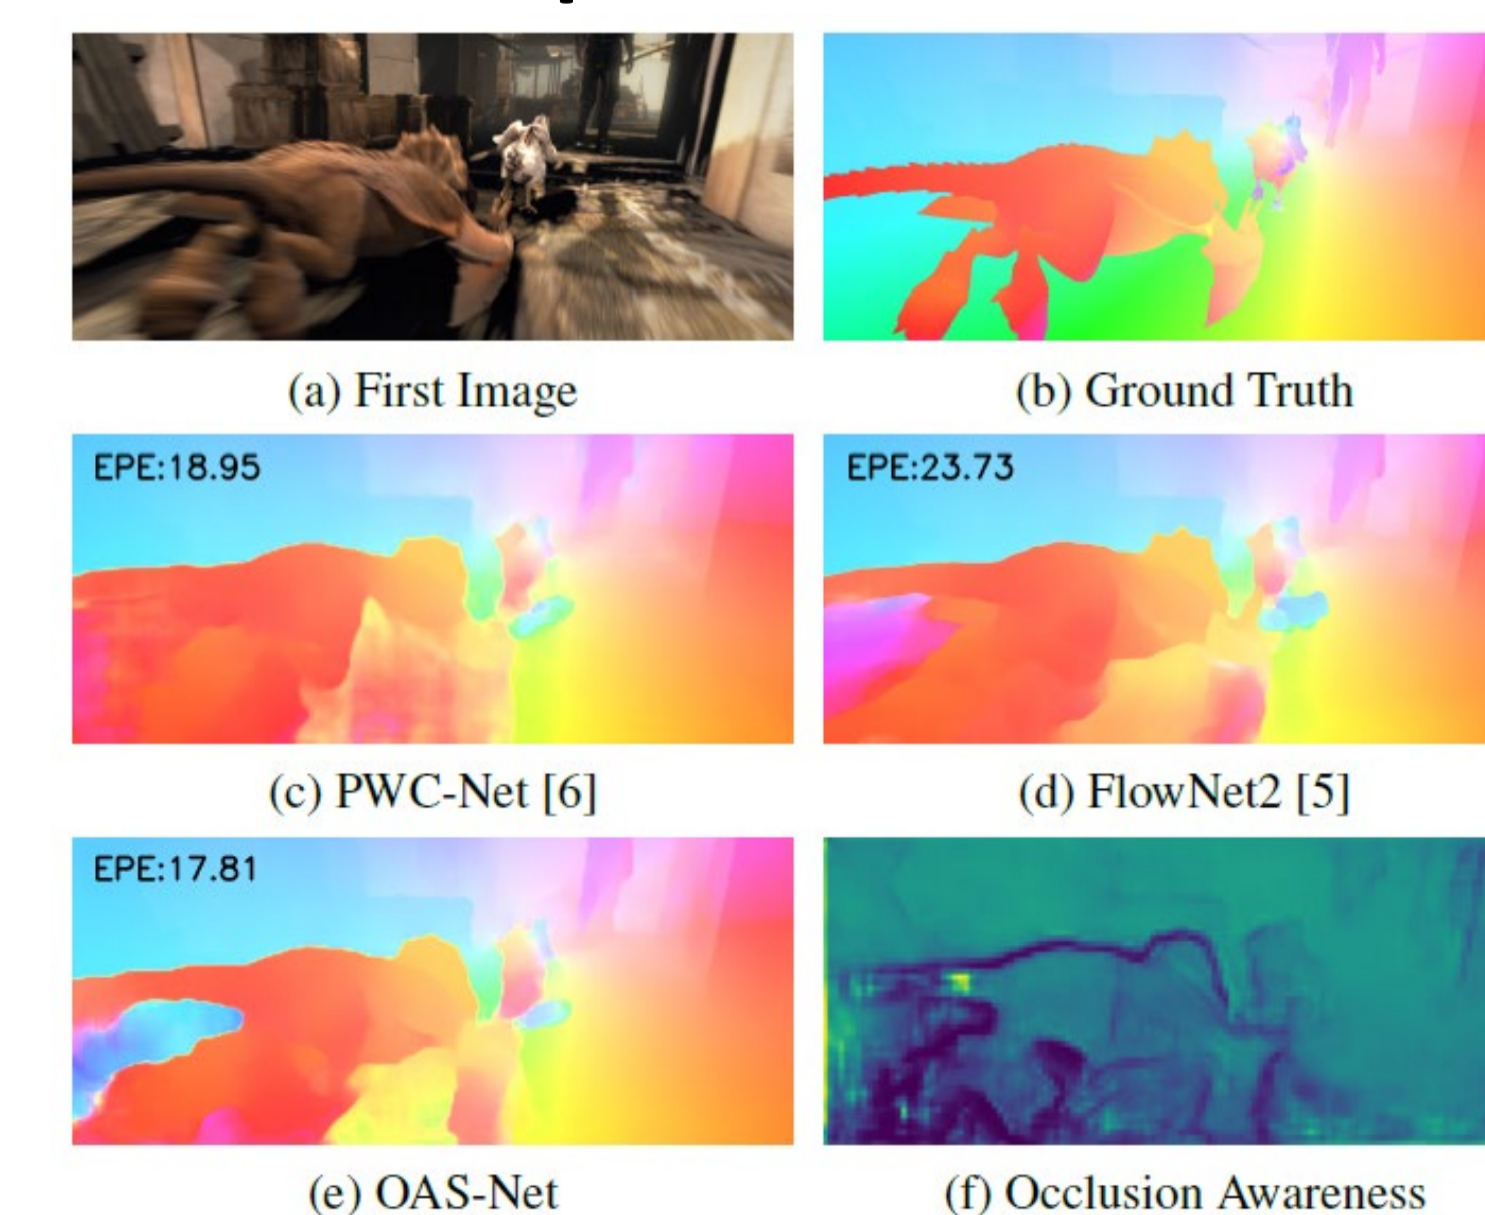 (a) First Image
(b) Ground Truth
EPE:18.95
EPE:23.73
(c) PWC-Net [6]
(d) FlowNet2 [5]
EPE:17.81
(e) OAS-Net
(f) Occlusion Awareness